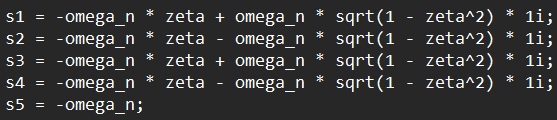 s1 = -omega_n * zeta + omega_n * sqrt(1 - zeta^2) * 1i;
s2 = -omega_n * zeta - omega_n * sqrt(1 - zeta^2) * 1i;
s3 = -omega_n * zeta + omega_n * sqrt(1 - zeta^2) * 1i;
s4 = -omega_n * zeta - omega_n * sqrt(1 - zeta^2) * 1i;
s5 = -omega_n;